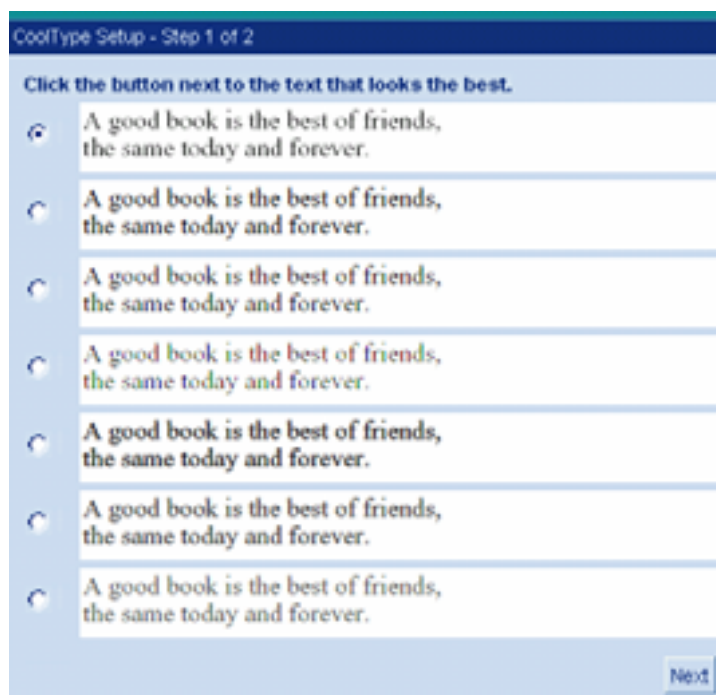 CoolType Setup - Step 1 of 2
Click the button next to the text that looks the best.
A good book is the best of friends,
the same today and forever.
A good book is the best of friends,
the same today and forever.
A good book is the best of friends,
the same today and forever.
A good book is the best of friends,
the same today and forever.
A good book is the best of friends,
the same today and forever.
A good book is the best of friends,
the same today and forever.
A good book is the best of friends,
the same today and forever.
Next